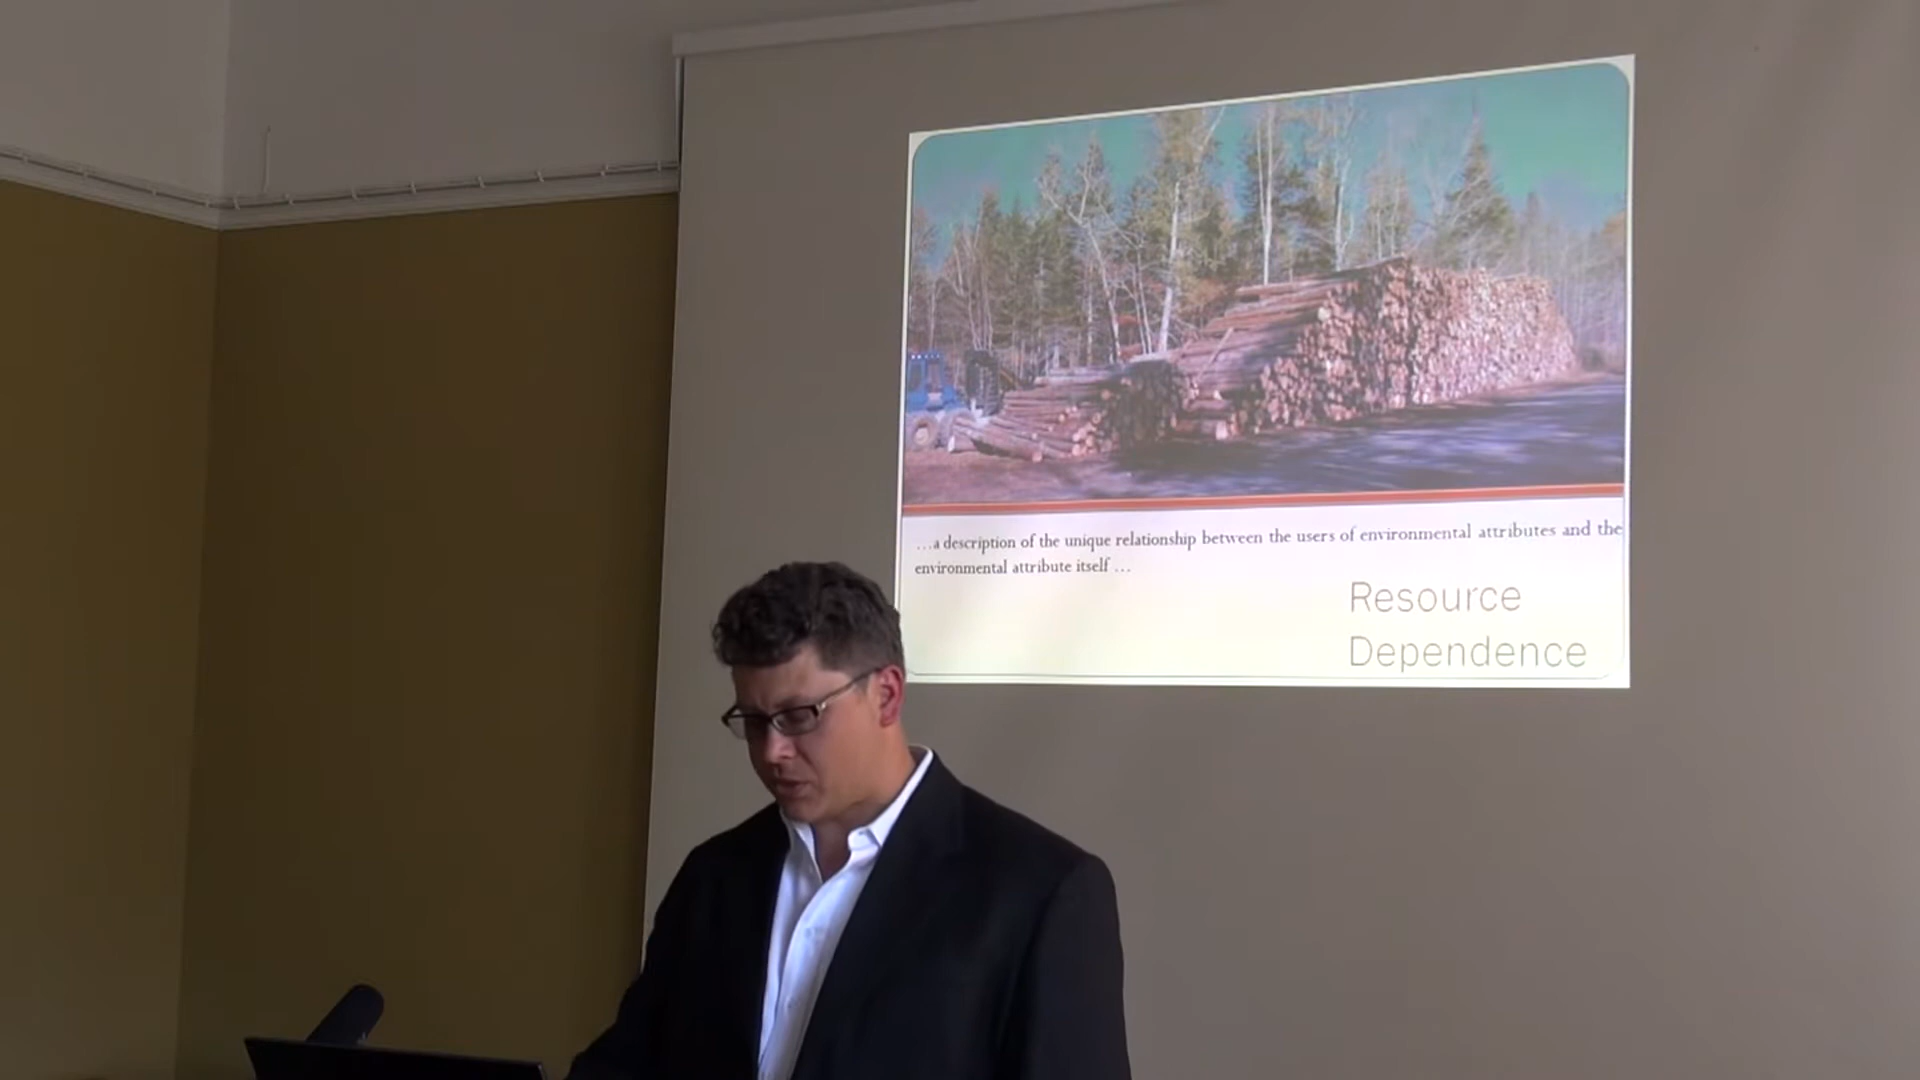 …a description of the unique relationship between the users of environmental attributes and the
environmental attribute itself …
Resource
Dependence